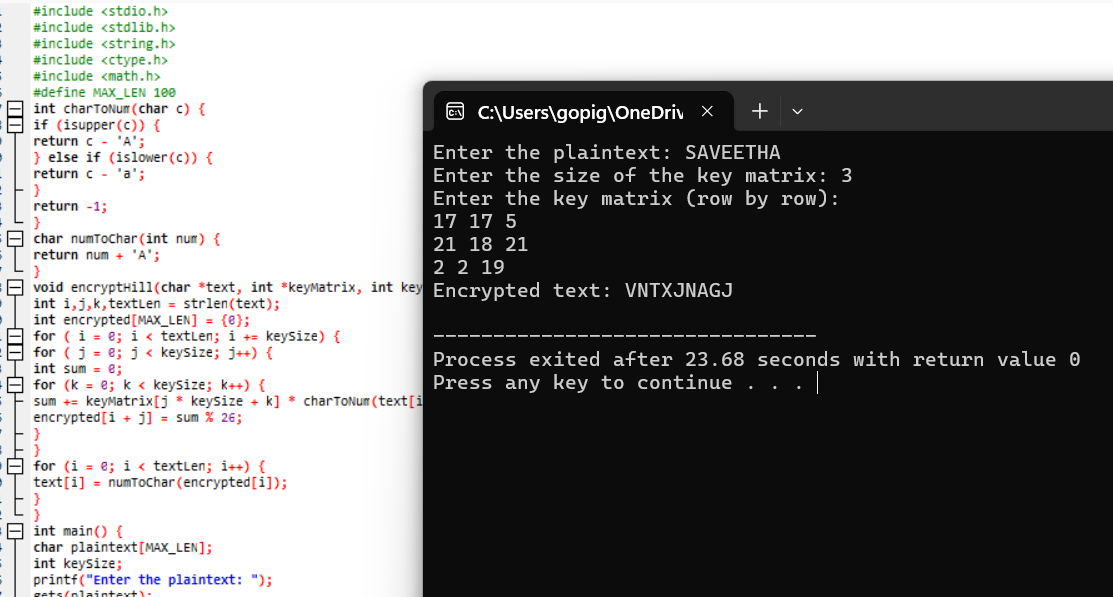 #include <stdio.h>
#include <stdlib.h>
#include <string.h>
#include <ctype.h>
#include <math.h>
#define MAX_LEN 100
int charToNum(char c) {
if (isupper(c)) {
return c - 'A';
} else if (islower(c)) {
return c - 'a';
}
return -1;
}
char numToChar(int num) {
return num + 'A';
}
void encryptHill(char *text, int *keyMatrix, int key
int i,j,k,textLen = strlen(text);
int encrypted[MAX_LEN] = {0};
for ( i = 0; i < textLen; i += keySize) {
for ( j = 0; j < keySize; j++) {
int sum = 0;
for (k = 0; k < keySize; k++) {
sum += keyMatrix[j * keySize + k] * charToNum(text[i
encrypted[i + j] = sum % 26;
}
}
for (i = 0; i < textLen; i++) {
text[i] = numToChar(encrypted[i]);
}
}
int main() {
char plaintext[MAX_LEN];
int keySize;
printf("Enter the plaintext: ");
gets(plaintext);
C:\Users\gopig\OneDriv
Enter the plaintext: SAVEETHA
Enter the size of the key matrix: 3
Enter the key matrix (row by row):
17 17 5
21 18 21
2 2 19
Encrypted text: VNTXJNAGJ
--------------------------------
Process exited after 23.68 seconds with return value 0
Press any key to continue . . .